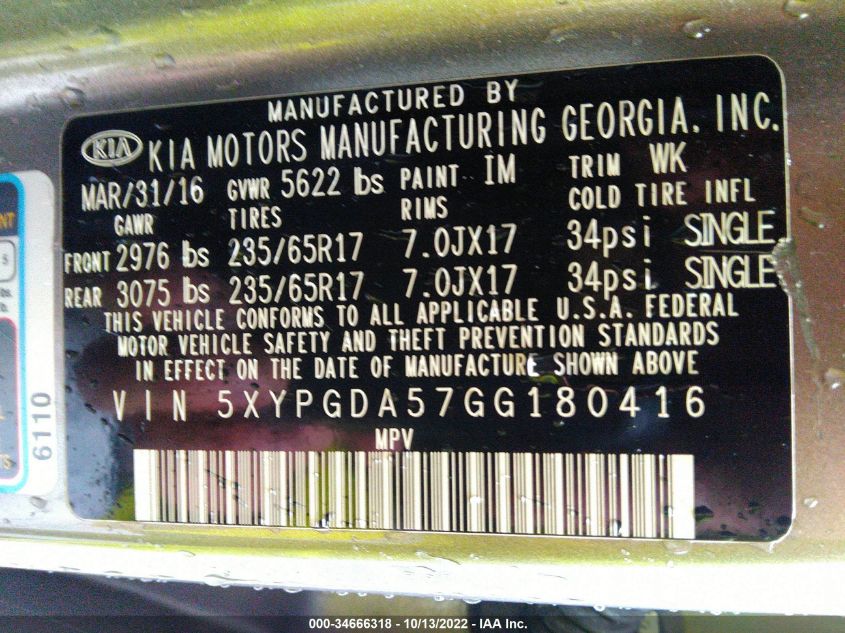 MANUFACTURED BY
KIA KIA MOTORS MANUFACTURING GEORGIA, INC.
MAR/31/16 GVWR 5622 lbs PAINT IM TRIM WK
GAWR TIRES RIMS COLD TIRE INFL
FRONT 2976 lbs 235/65R17 7.0JX17 34psi SINGLE
REAR 3075 lbs 235/65R17 7.0JX17 34psi SINGLE
THIS VEHICLE CONFORMS TO ALL APPLICABLE U.S.A. FEDERAL
MOTOR VEHICLE SAFETY AND THEFT PREVENTION STANDARDS
IN EFFECT ON THE DATE OF MANUFACTURE SHOWN ABOVE
VIN 5XYPGDA57GG180416
MPV
6110
000-34666318 - 10/13/2022 - IAA Inc.